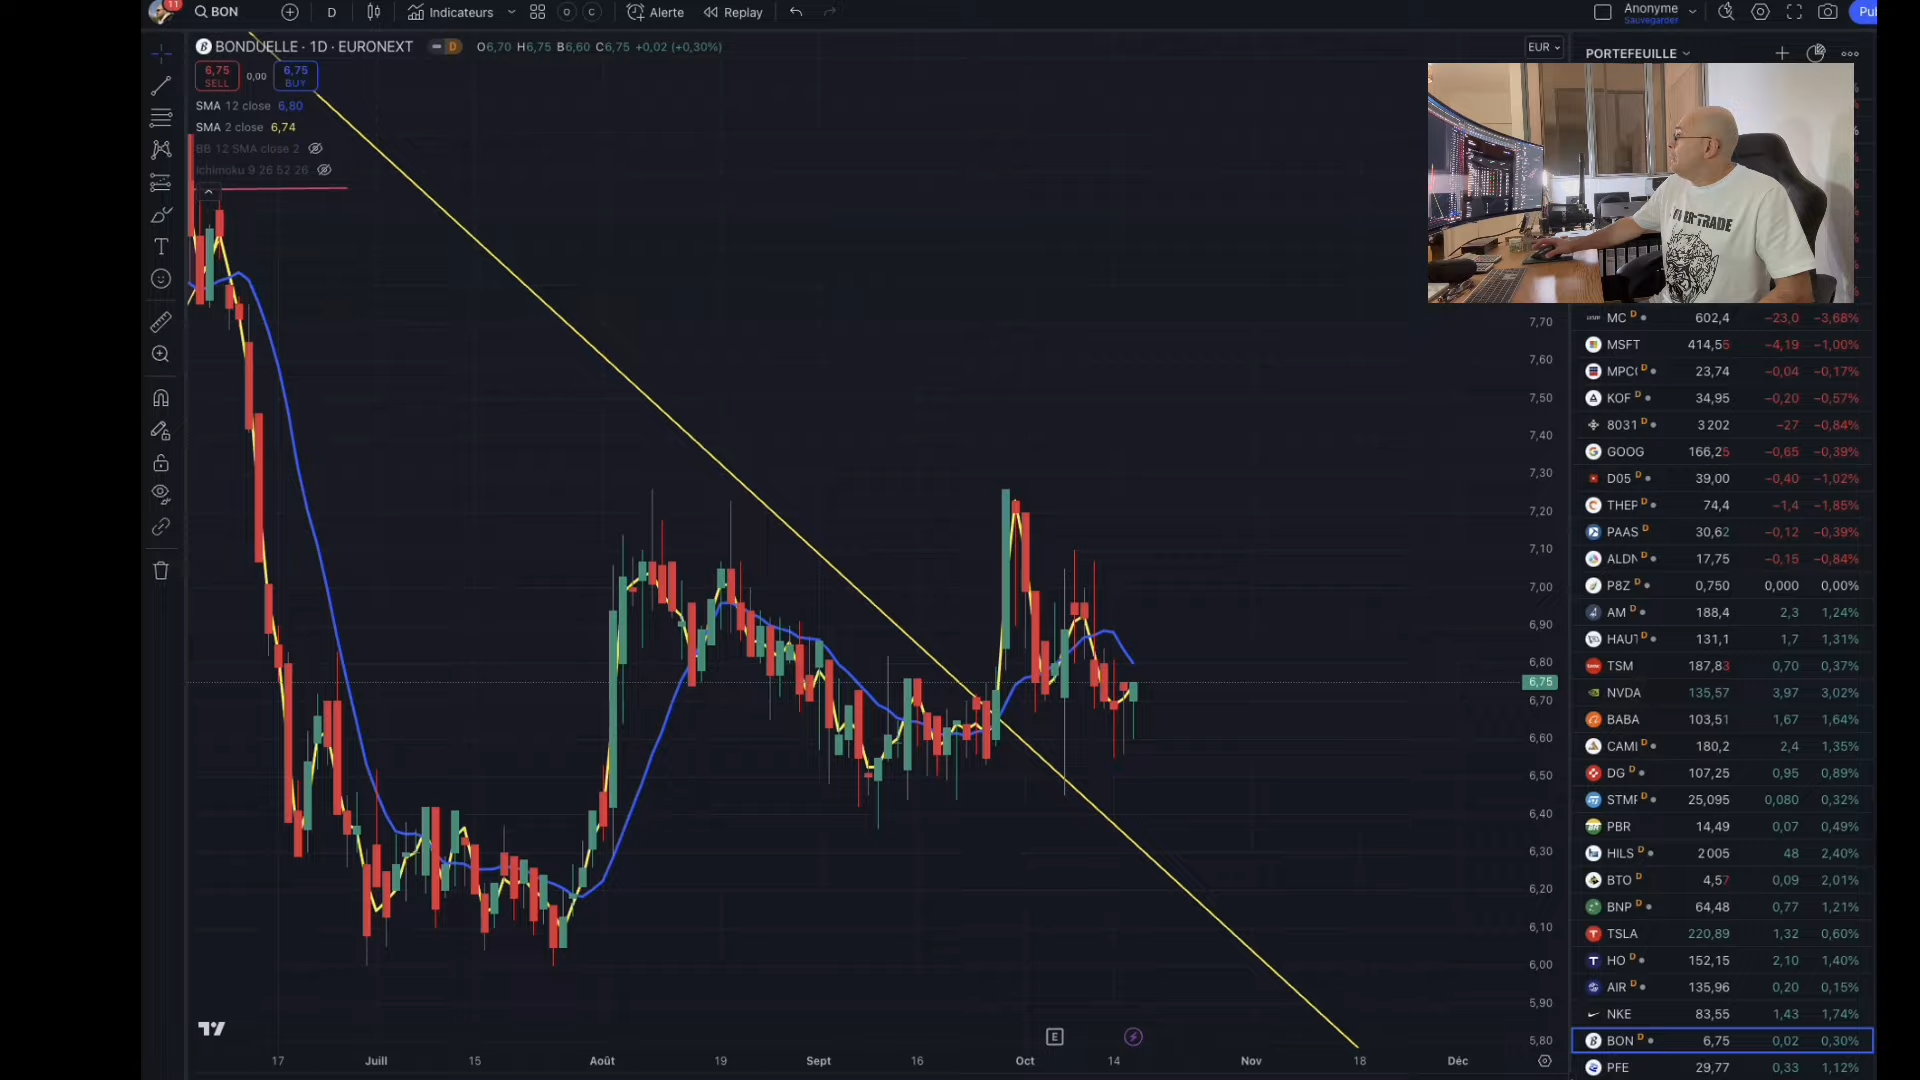 11
BON
D
Indicateurs
O
C
Alerte
Replay
Anonyme
Sauvegarder
Pul
BONDUELLE · 1D · EURONEXT
D
O6,70 H6,75 B6,60 C6,75 +0,02 (+0,30%)
EUR
PORTEFEUILLE
6,75
SELL
0,00
6,75
BUY
SMA 12 close 6,80
SMA 2 close 6,74
BB 12 SMA close 2
Ichimoku 9 26 52 26
7,70
7,60
7,50
7,40
7,30
7,20
7,10
7,00
6,90
6,80
6,75
6,70
6,60
6,50
6,40
6,30
6,20
6,10
6,00
5,90
5,80
MC D 602,4 −23,0 −3,68%
MSFT 414,55 −4,19 −1,00%
MPC( D 23,74 −0,04 −0,17%
KOF D 34,95 −0,20 −0,57%
8031 D 3 202 −27 −0,84%
GOOG 166,25 −0,65 −0,39%
D05 D 39,00 −0,40 −1,02%
THEP D 74,4 −1,4 −1,85%
PAAS D 30,62 −0,12 −0,39%
ALDN D 17,75 −0,15 −0,84%
P8Z D 0,750 0,000 0,00%
AM D 188,4 2,3 1,24%
HAUT D 131,1 1,7 1,31%
TSM 187,83 0,70 0,37%
NVDA 135,57 3,97 3,02%
BABA 103,51 1,67 1,64%
CAMI D 180,2 2,4 1,35%
DG D 107,25 0,95 0,89%
STMF D 25,095 0,080 0,32%
PBR 14,49 0,07 0,49%
HILS D 2 005 48 2,40%
BTO D 4,57 0,09 2,01%
BNP D 64,48 0,77 1,21%
TSLA 220,89 1,32 0,60%
HO D 152,15 2,10 1,40%
AIR D 135,96 0,20 0,15%
NKE 83,55 1,43 1,74%
BON D 6,75 0,02 0,30%
PFE 29,77 0,33 1,12%
E
17 Juill 15 Août 19 Sept 16 Oct 14 Nov 18 Déc